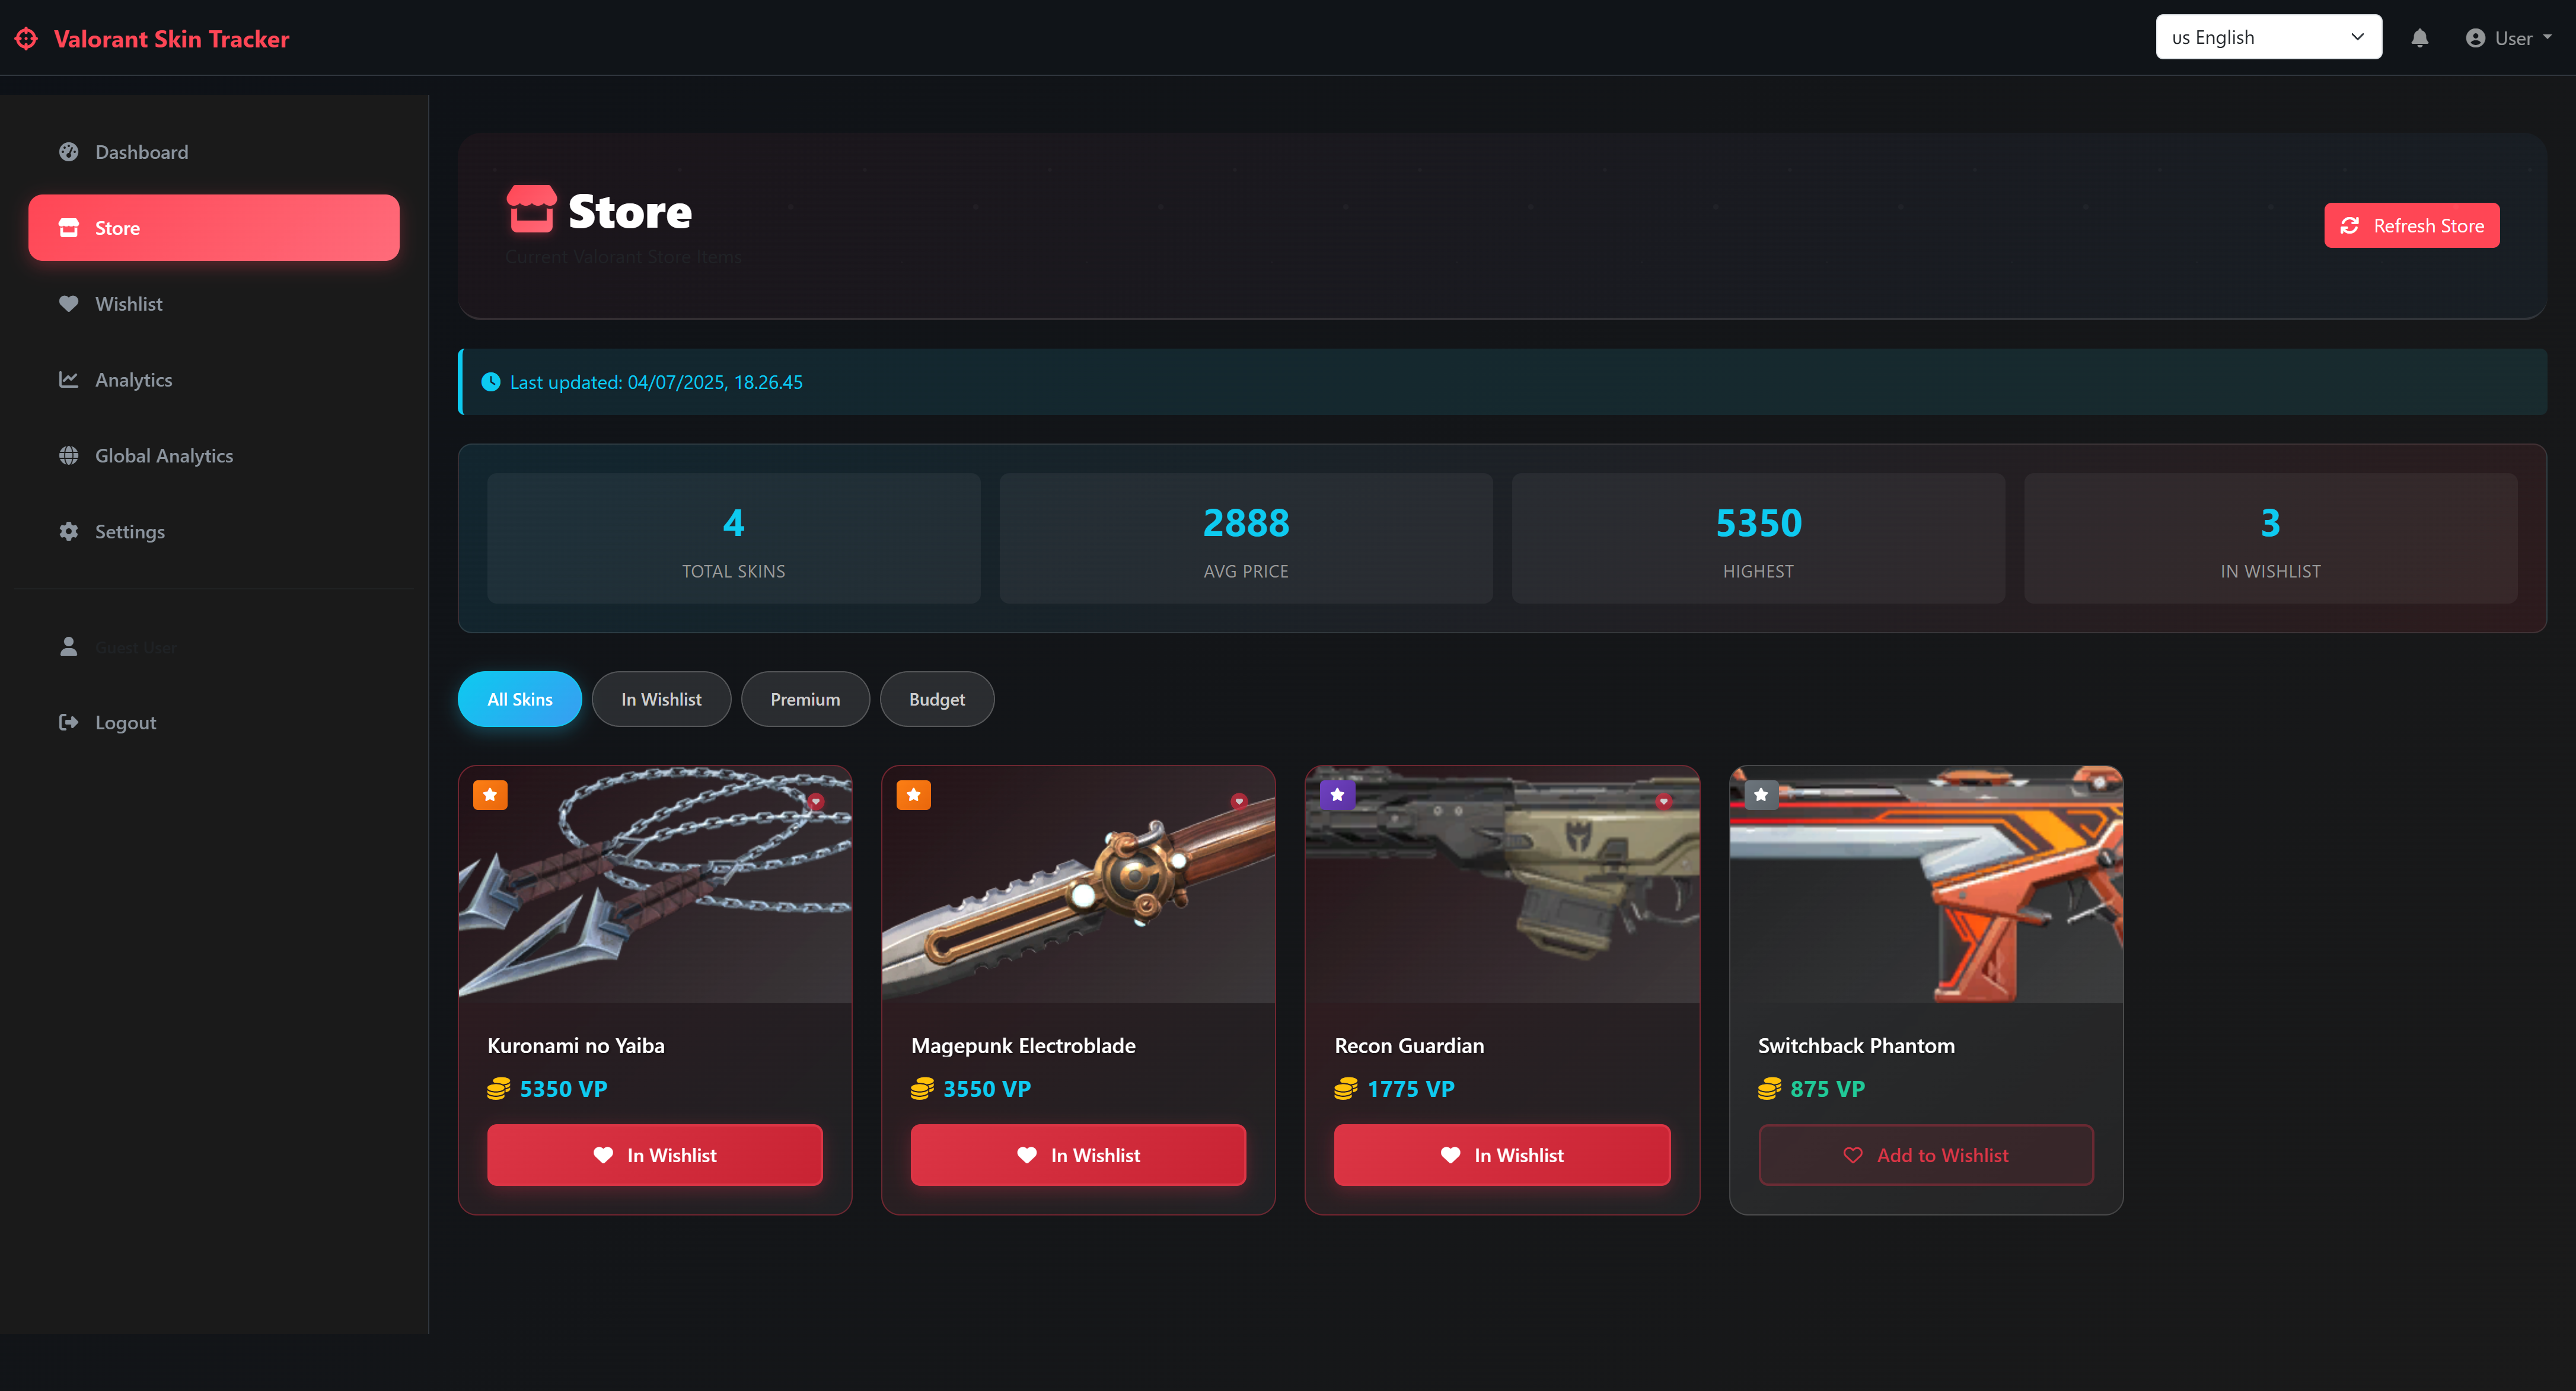 Valorant Skin Tracker
us English
User
Dashboard
Store
Wishlist
Analytics
Global Analytics
Settings
Guest User
Logout
Store
Current Valorant Store Items
Refresh Store
Last updated: 04/07/2025, 18.26.45
4
TOTAL SKINS
2888
AVG PRICE
5350
HIGHEST
3
IN WISHLIST
All Skins
In Wishlist
Premium
Budget
Kuronami no Yaiba
5350 VP
In Wishlist
Magepunk Electroblade
3550 VP
In Wishlist
Recon Guardian
1775 VP
In Wishlist
Switchback Phantom
875 VP
Add to Wishlist